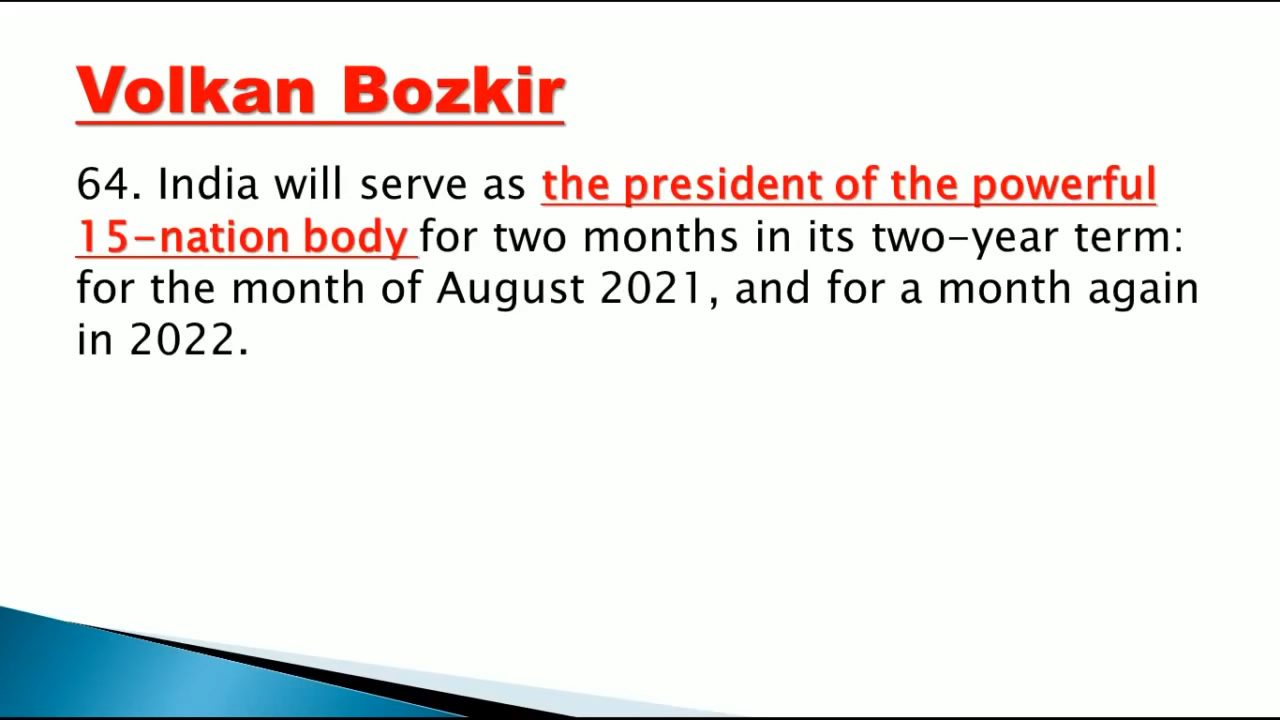 Volkan Bozkir
64. India will serve as the president of the powerful
15-nation body for two months in its two-year term:
for the month of August 2021, and for a month again
in 2022.